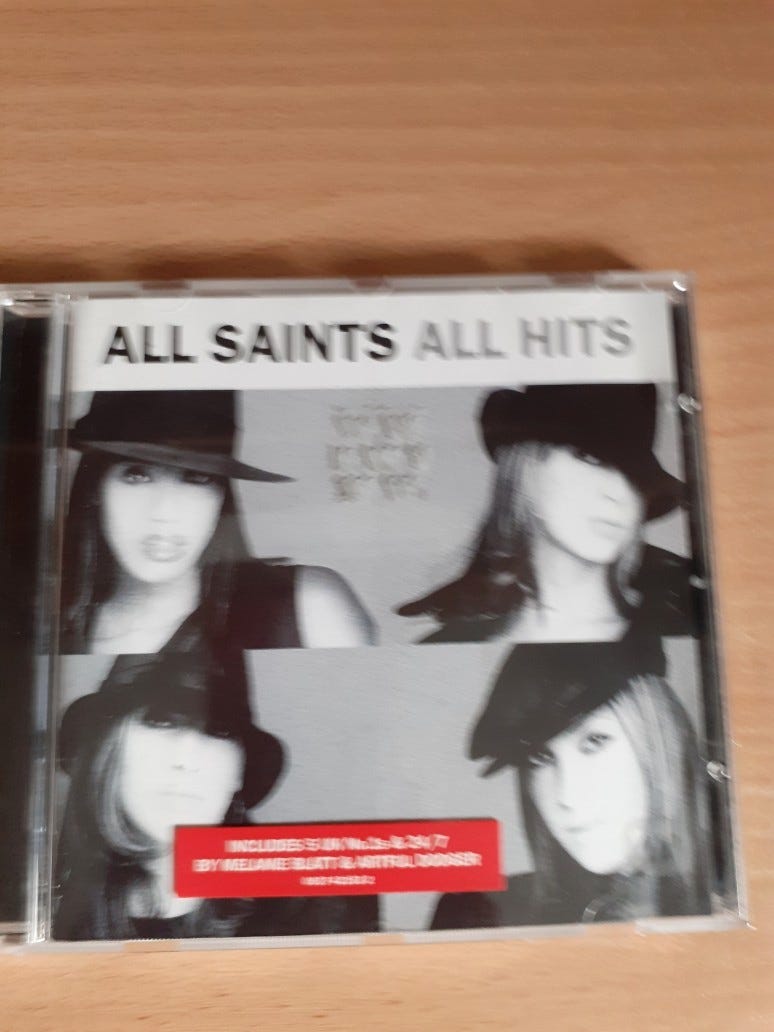 ALL SAINTS ALL HITS
INCLUDES 5 UK No.1s & 24/7
BY MELANIE BLATT & ARTFUL DODGER